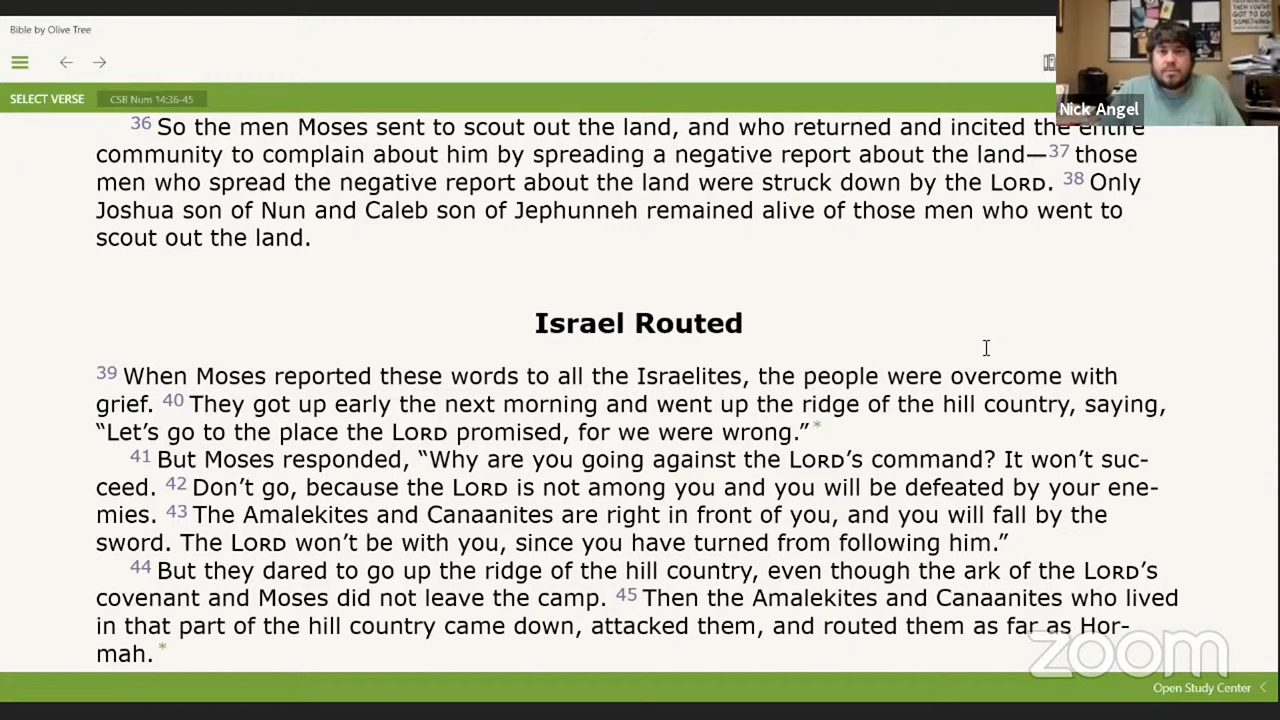 Bible by Olive Tree
SELECT VERSE CSB Num 14:36-45
THEN YOU'VE
GOT TO DO
SOMETHING
Nick Angel
36 So the men Moses sent to scout out the land, and who returned and incited the entire
community to complain about him by spreading a negative report about the land—37 those
men who spread the negative report about the land were struck down by the LORD. 38 Only
Joshua son of Nun and Caleb son of Jephunneh remained alive of those men who went to
scout out the land.
Israel Routed
39 When Moses reported these words to all the Israelites, the people were overcome with
grief. 40 They got up early the next morning and went up the ridge of the hill country, saying,
“Let’s go to the place the LORD promised, for we were wrong.”*
41 But Moses responded, “Why are you going against the LORD’s command? It won’t suc-
ceed. 42 Don’t go, because the LORD is not among you and you will be defeated by your ene-
mies. 43 The Amalekites and Canaanites are right in front of you, and you will fall by the
sword. The LORD won’t be with you, since you have turned from following him.”
44 But they dared to go up the ridge of the hill country, even though the ark of the LORD’s
covenant and Moses did not leave the camp. 45 Then the Amalekites and Canaanites who lived
in that part of the hill country came down, attacked them, and routed them as far as Hor-
mah.*
zoom
Open Study Center <